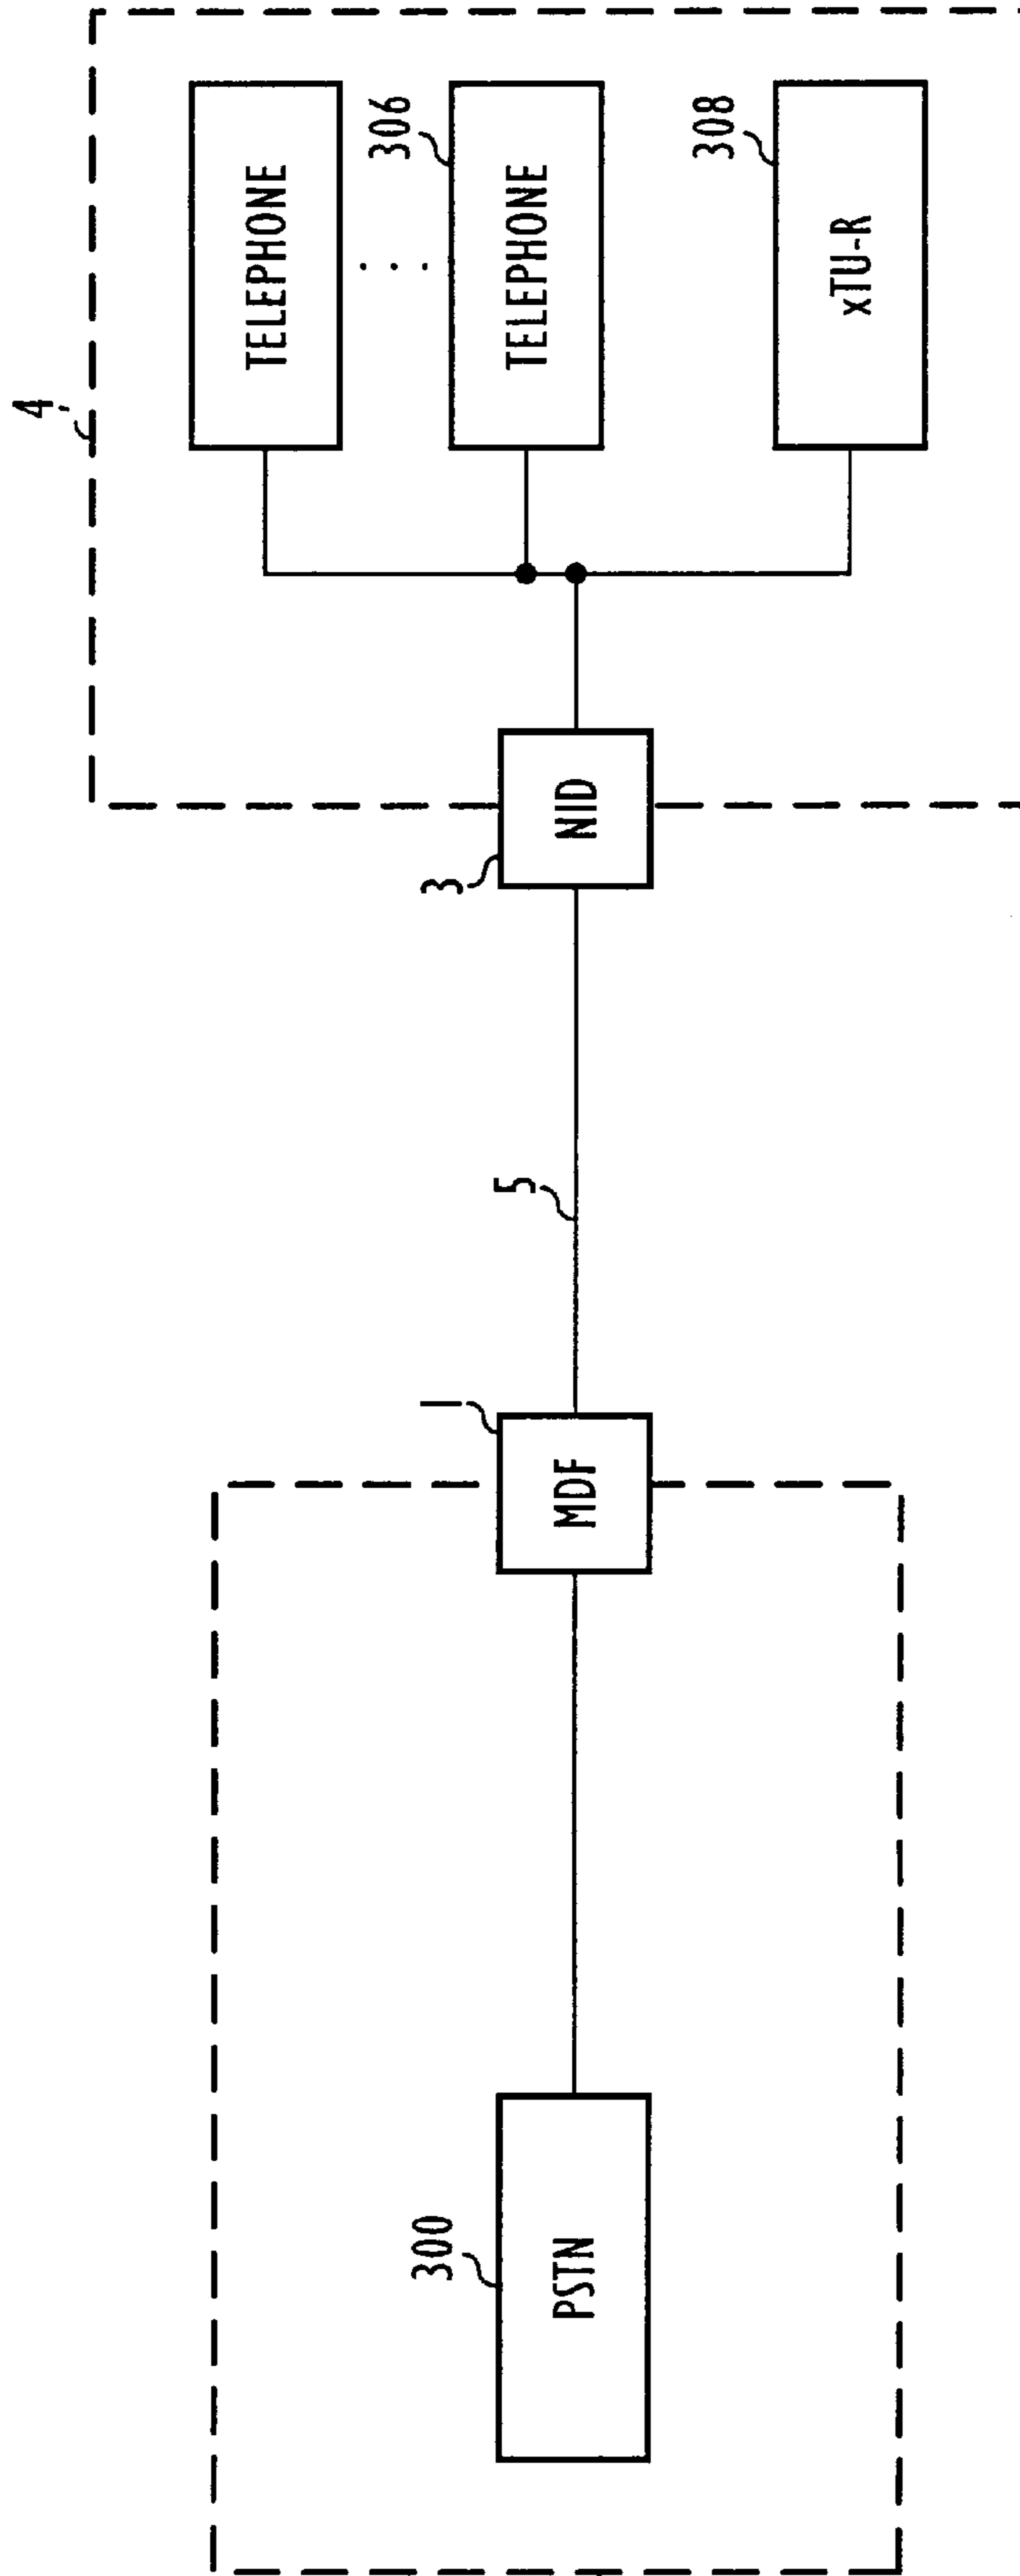 4
TELEPHONE
. . .
306
TELEPHONE
308
xTU-R
3
NID
5
1
MDF
300
PSTN